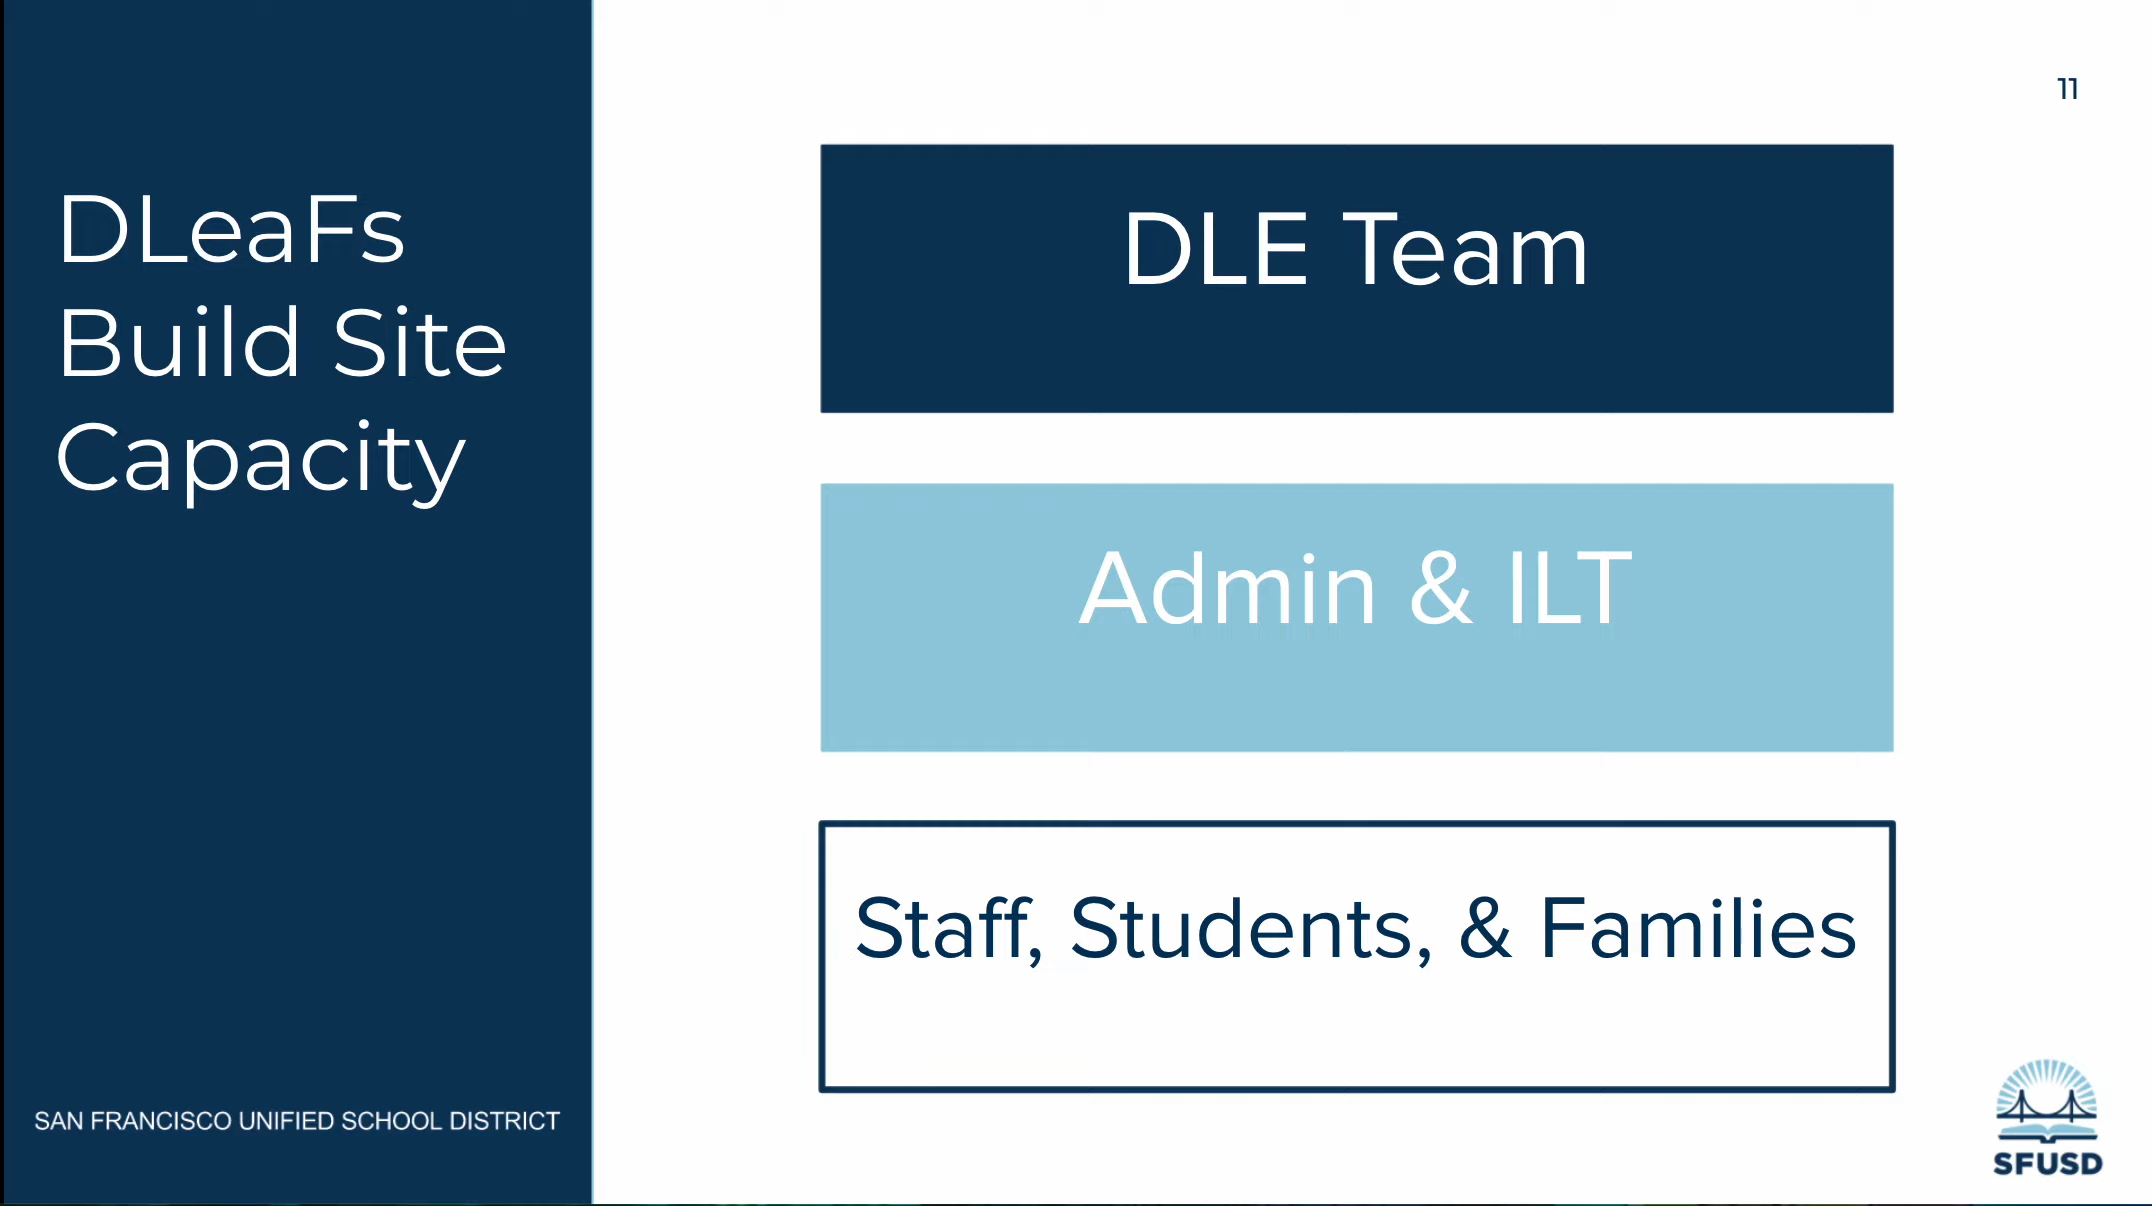 DLeaFs
Build Site
Capacity
SAN FRANCISCO UNIFIED SCHOOL DISTRICT
11
DLE Team
Admin & ILT
Staff, Students, & Families
SFUSD